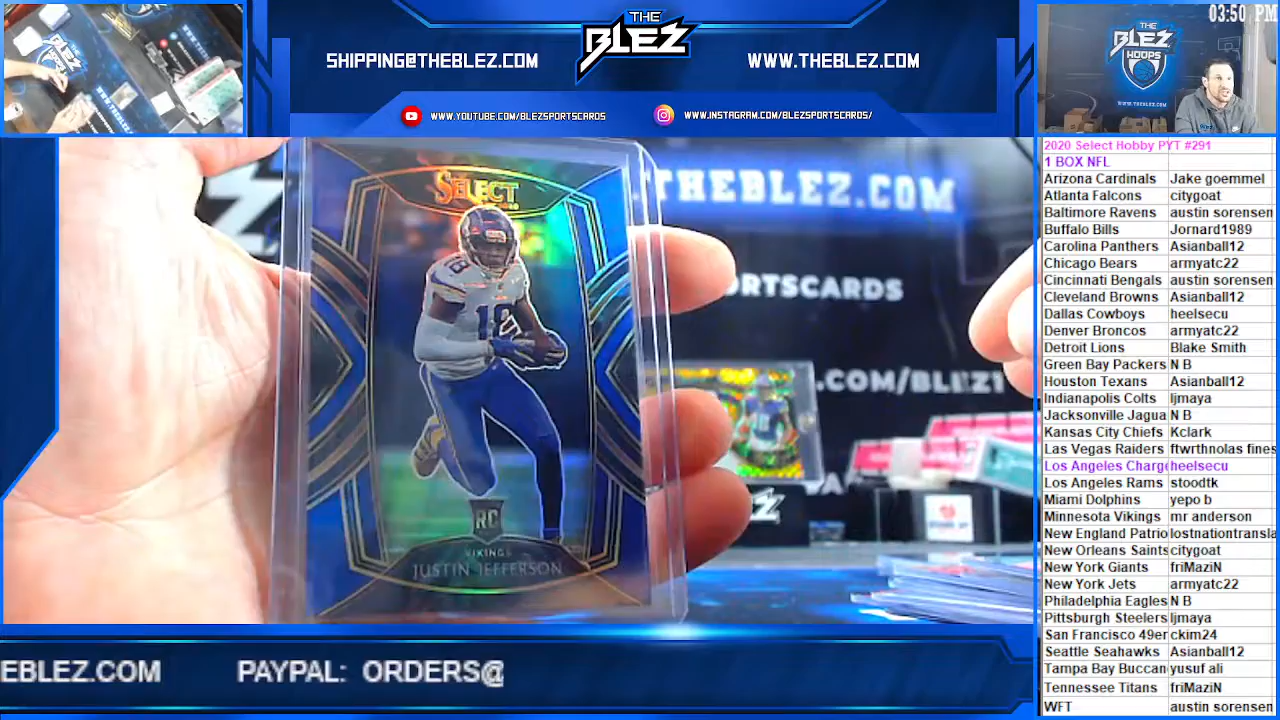 THE
BLEZ
SHIPPING@THEBLEZ.COM
WWW.THEBLEZ.COM
WWW.YOUTUBE.COM/BLEZSPORTSCARDS
WWW.INSTAGRAM.COM/BLEZSPORTSCARDS/
03:50 PM
THE
BLEZ
HOOPS
WWW.THEBLEZ.COM
SELECT
18
18
RC
VIKINGS
JUSTIN JEFFERSON
THEBLEZ.COM
ORTSCARDS
.COM/BLEZ1
2020 Select Hobby PYT #291
1 BOX NFL
Arizona Cardinals Jake goemmel
Atlanta Falcons citygoat
Baltimore Ravens austin sorensen
Buffalo Bills Jornard1989
Carolina Panthers Asianball12
Chicago Bears armyatc22
Cincinnati Bengals austin sorensen
Cleveland Browns Asianball12
Dallas Cowboys heelsecu
Denver Broncos armyatc22
Detroit Lions Blake Smith
Green Bay Packers N B
Houston Texans Asianball12
Indianapolis Colts ljmaya
Jacksonville Jagua N B
Kansas City Chiefs Kclark
Las Vegas Raiders ftwrthnolas fines
Los Angeles Charge heelsecu
Los Angeles Rams stoodtk
Miami Dolphins yepo b
Minnesota Vikings mr anderson
New England Patrio lostnationtransla
New Orleans Saints citygoat
New York Giants friMaziN
New York Jets armyatc22
Philadelphia Eagles N B
Pittsburgh Steelers ljmaya
San Francisco 49er ckim24
Seattle Seahawks Asianball12
Tampa Bay Buccan yusuf ali
Tennessee Titans friMaziN
WFT austin sorensen
EBLEZ.COM PAYPAL: ORDERS@